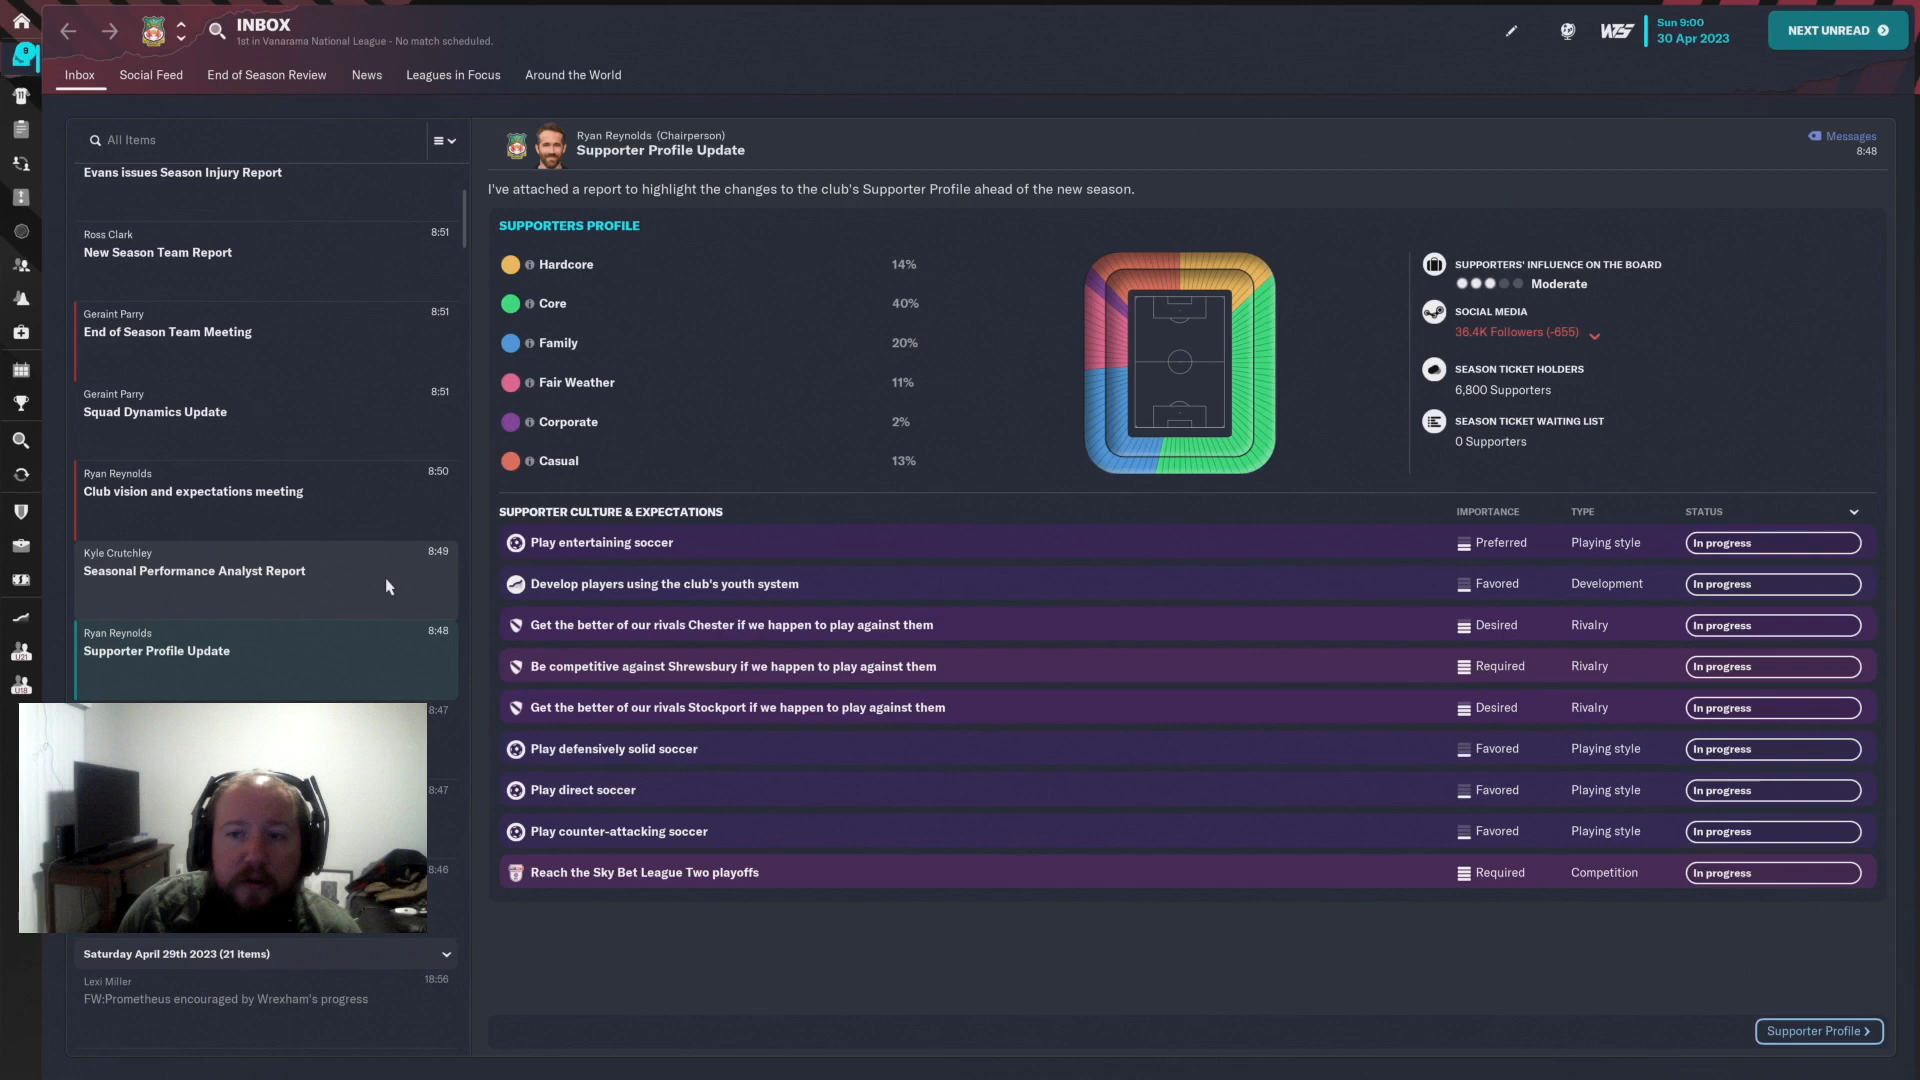 INBOX
1st in Vanarama National League - No match scheduled.
Sun 9:00
30 Apr 2023
NEXT UNREAD
Inbox
Social Feed
End of Season Review
News
Leagues in Focus
Around the World
All Items
Evans issues Season Injury Report
Ross Clark
8:51
New Season Team Report
Geraint Parry
8:51
End of Season Team Meeting
Geraint Parry
8:51
Squad Dynamics Update
Ryan Reynolds
8:50
Club vision and expectations meeting
Kyle Crutchley
8:49
Seasonal Performance Analyst Report
Ryan Reynolds
8:48
Supporter Profile Update
8:47
8:47
8:46
Saturday April 29th 2023 (21 items)
Lexi Miller
18:56
FW:Prometheus encouraged by Wrexham's progress
Ryan Reynolds (Chairperson)
Supporter Profile Update
Messages
8:48
I've attached a report to highlight the changes to the club's Supporter Profile ahead of the new season.
SUPPORTERS PROFILE
Hardcore 14%
Core 40%
Family 20%
Fair Weather 11%
Corporate 2%
Casual 13%
SUPPORTERS' INFLUENCE ON THE BOARD
Moderate
SOCIAL MEDIA
36.4K Followers (-655)
SEASON TICKET HOLDERS
6,800 Supporters
SEASON TICKET WAITING LIST
0 Supporters
SUPPORTER CULTURE & EXPECTATIONS IMPORTANCE TYPE STATUS
Play entertaining soccer Preferred Playing style In progress
Develop players using the club's youth system Favored Development In progress
Get the better of our rivals Chester if we happen to play against them Desired Rivalry In progress
Be competitive against Shrewsbury if we happen to play against them Required Rivalry In progress
Get the better of our rivals Stockport if we happen to play against them Desired Rivalry In progress
Play defensively solid soccer Favored Playing style In progress
Play direct soccer Favored Playing style In progress
Play counter-attacking soccer Favored Playing style In progress
Reach the Sky Bet League Two playoffs Required Competition In progress
Supporter Profile